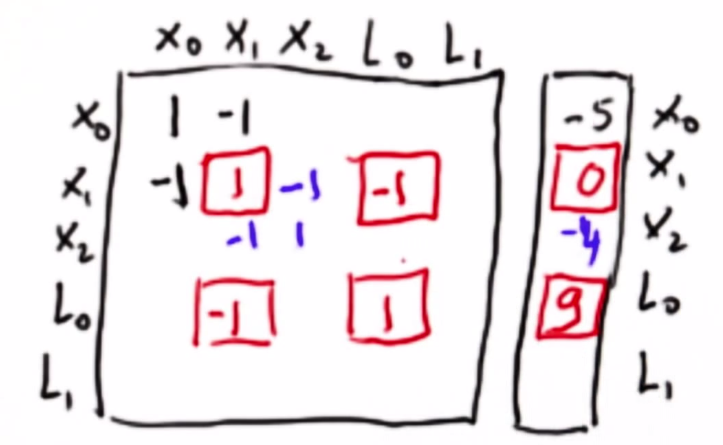 x₀ x₁ x₂ L₀ L₁
x₀ 1 -1 -5 x₀
x₁ -1 1 -1 -1 0 x₁
x₂ -1 1 -4 x₂
L₀ -1 1 9 L₀
L₁ L₁